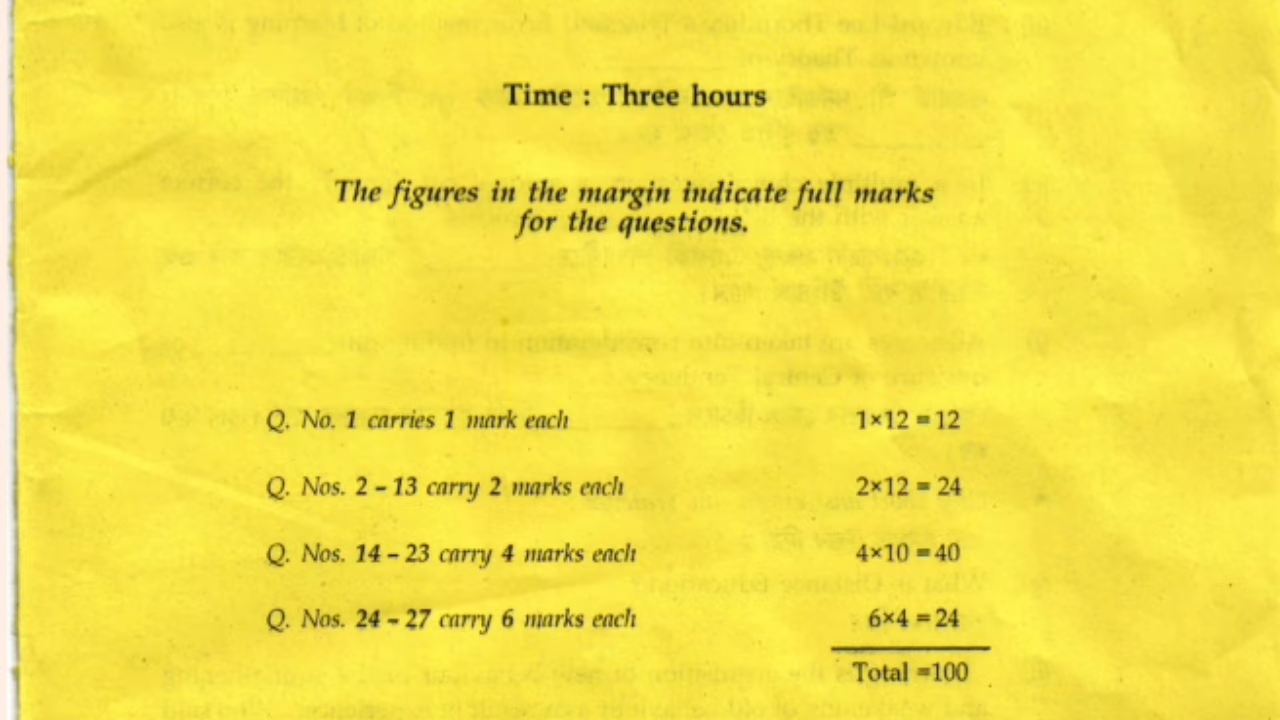 Time : Three hours
The figures in the margin indicate full marks
for the questions.
Q. No. 1 carries 1 mark each 1×12 = 12
Q. Nos. 2 – 13 carry 2 marks each 2×12 = 24
Q. Nos. 14 – 23 carry 4 marks each 4×10 = 40
Q. Nos. 24 – 27 carry 6 marks each 6×4 = 24
Total = 100